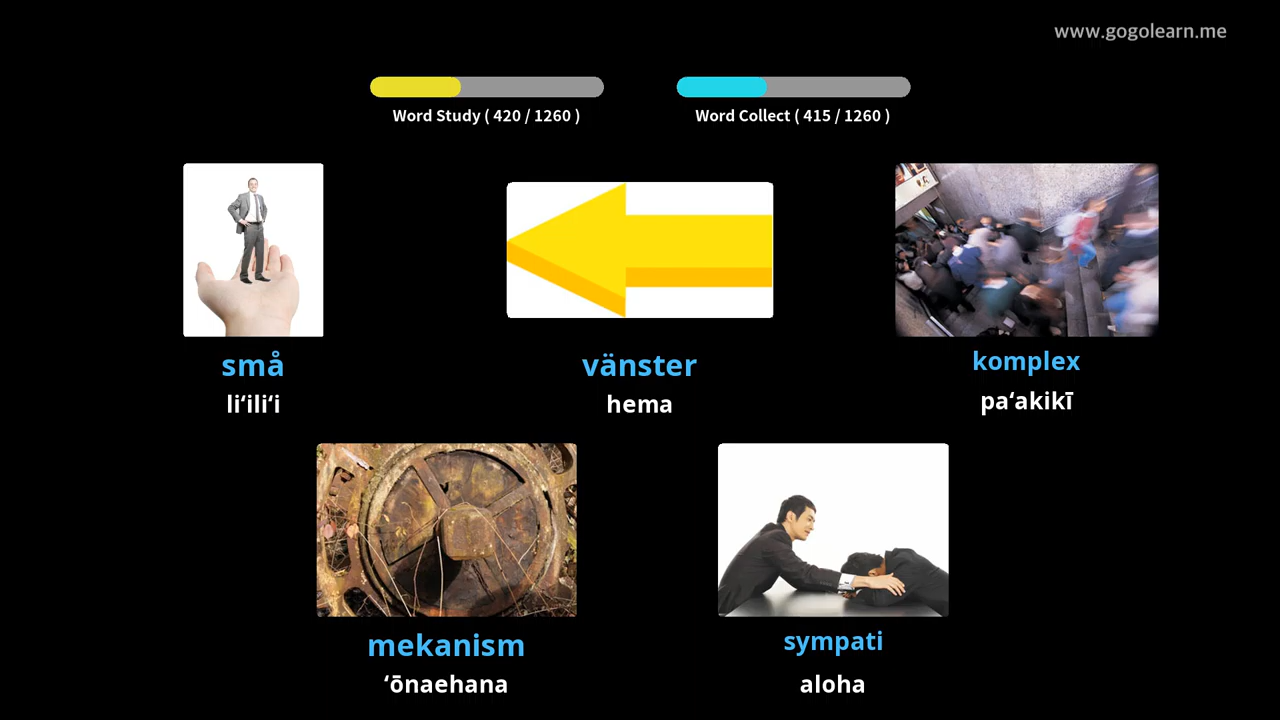 www.gogolearn.me
Word Study ( 420 / 1260 )
Word Collect ( 415 / 1260 )
små
liʻiliʻi
vänster
hema
komplex
paʻakikī
mekanism
ʻōnaehana
sympati
aloha